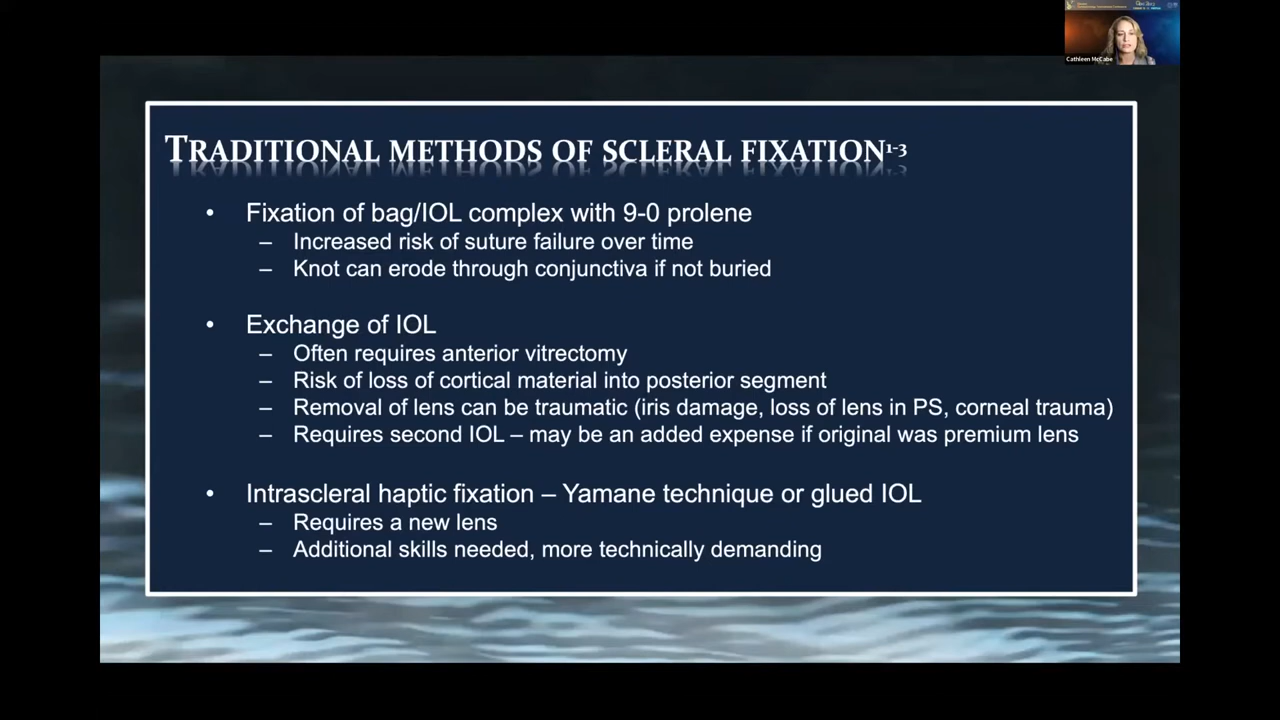 Cathleen McCabe
TRADITIONAL METHODS OF SCLERAL FIXATION1-3
• Fixation of bag/IOL complex with 9-0 prolene
– Increased risk of suture failure over time
– Knot can erode through conjunctiva if not buried
• Exchange of IOL
– Often requires anterior vitrectomy
– Risk of loss of cortical material into posterior segment
– Removal of lens can be traumatic (iris damage, loss of lens in PS, corneal trauma)
– Requires second IOL – may be an added expense if original was premium lens
• Intrascleral haptic fixation – Yamane technique or glued IOL
– Requires a new lens
– Additional skills needed, more technically demanding